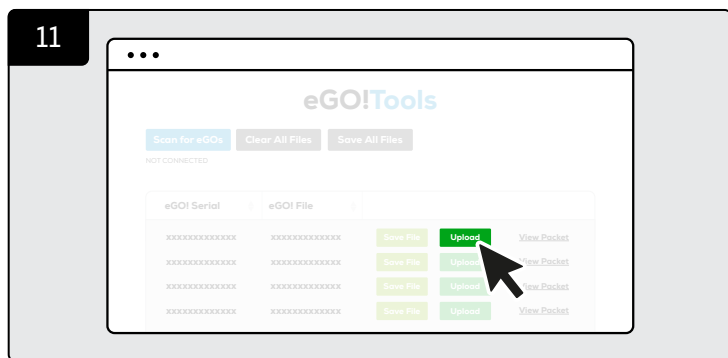 11
eGO!Tools
Scan for eGOs Clear All Files Save All Files
NOT CONNECTED
eGO! Serial eGO! File
xxxxxxxxxxxxx xxxxxxxxxxxxx Save File Upload View Packet
xxxxxxxxxxxxx xxxxxxxxxxxxx Save File Upload View Packet
xxxxxxxxxxxxx xxxxxxxxxxxxx Save File Upload View Packet
xxxxxxxxxxxxx xxxxxxxxxxxxx Save File Upload View Packet